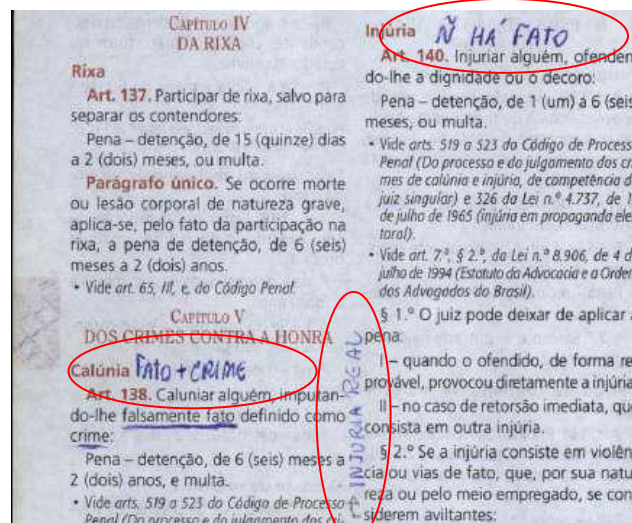 CAPÍTULO IV
DA RIXA
Rixa
Art. 137. Participar de rixa, salvo para
separar os contendores:
Pena – detenção, de 15 (quinze) dias
a 2 (dois) meses, ou multa.
Parágrafo único. Se ocorre morte
ou lesão corporal de natureza grave,
aplica-se, pelo fato da participação na
rixa, a pena de detenção, de 6 (seis)
meses a 2 (dois) anos.
• Vide art. 65, III, e, do Código Penal.
CAPÍTULO V
DOS CRIMES CONTRA A HONRA
Calúnia FATO + CRIME
Art. 138. Caluniar alguém, imputan-
do-lhe falsamente fato definido como
crime:
Pena – detenção, de 6 (seis) meses a
2 (dois) anos, e multa.
• Vide arts. 519 a 523 do Código de Processo
Penal (Do processo e do julgamento dos cri-
INJÚRIA REAL
Injúria Ñ HÁ FATO
Art. 140. Injuriar alguém, ofenden
do-lhe a dignidade ou o decoro:
Pena – detenção, de 1 (um) a 6 (seis
meses, ou multa.
• Vide arts. 519 a 523 do Código de Process
Penal (Do processo e do julgamento dos cri
mes de calúnia e injúria, de competência d
juiz singular) e 326 da Lei n.º 4.737, de 1
de julho de 1965 (injúria em propaganda elei
toral).
• Vide art. 7.º, § 2.º, da Lei n.º 8.906, de 4 d
julho de 1994 (Estatuto da Advocacia e a Ordem
dos Advogados do Brasil).
§ 1.º O juiz pode deixar de aplicar a
pena:
I – quando o ofendido, de forma re
provável, provocou diretamente a injúria
II – no caso de retorsão imediata, que
consista em outra injúria.
§ 2.º Se a injúria consiste em violên
cia ou vias de fato, que, por sua natu
reza ou pelo meio empregado, se con
siderem aviltantes: